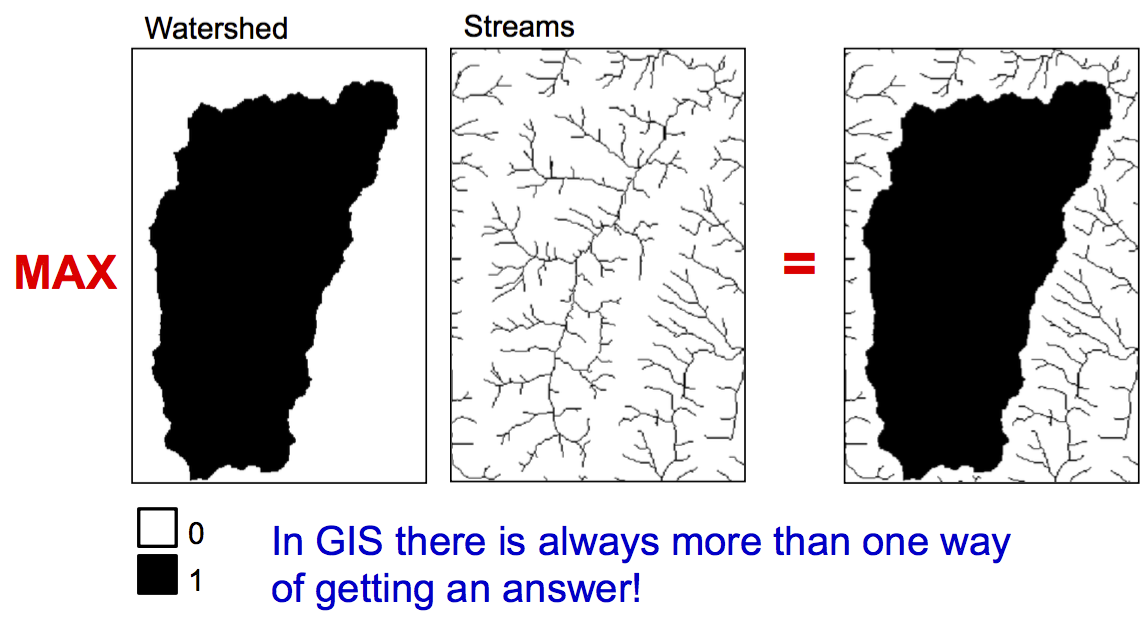 Watershed
Streams
MAX
=
0
1
In GIS there is always more than one way
of getting an answer!